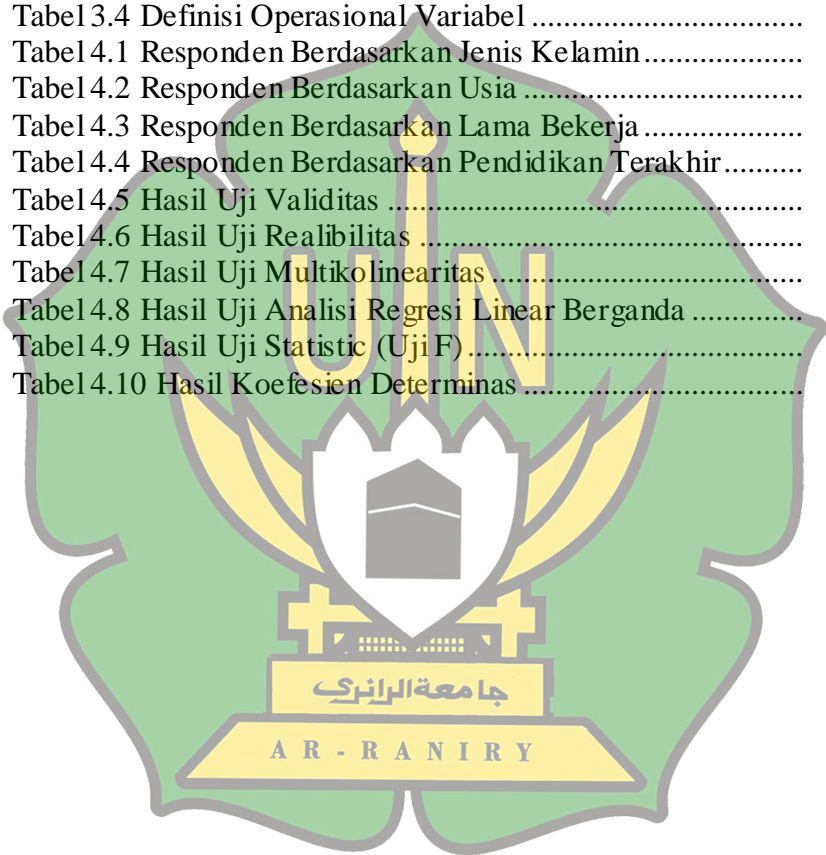 Tabel 3.4 Definisi Operasional Variabel ................................
Tabel 4.1 Responden Berdasarkan Jenis Kelamin...................
Tabel 4.2 Responden Berdasarkan Usia .................................
Tabel 4.3 Responden Berdasarkan Lama Bekerja ...................
Tabel 4.4 Responden Berdasarkan Pendidikan Terakhir..........
Tabel 4.5 Hasil Uji Validitas .................................................
Tabel 4.6 Hasil Uji Realibilitas .............................................
Tabel 4.7 Hasil Uji Multikolinearitas .....................................
Tabel 4.8 Hasil Uji Analisi Regresi Linear Berganda .............
Tabel 4.9 Hasil Uji Statistic (Uji F)........................................
Tabel 4.10 Hasil Koefesien Determinas .................................
UIN
جامعةالرانري
AR-RANIRY